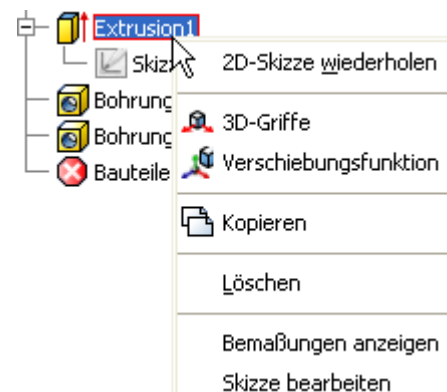 Extrusion1
Skizz
Bohrung
Bohrung
Bauteile
2D-Skizze wiederholen
3D-Griffe
Verschiebungsfunktion
Kopieren
Löschen
Bemaßungen anzeigen
Skizze bearbeiten